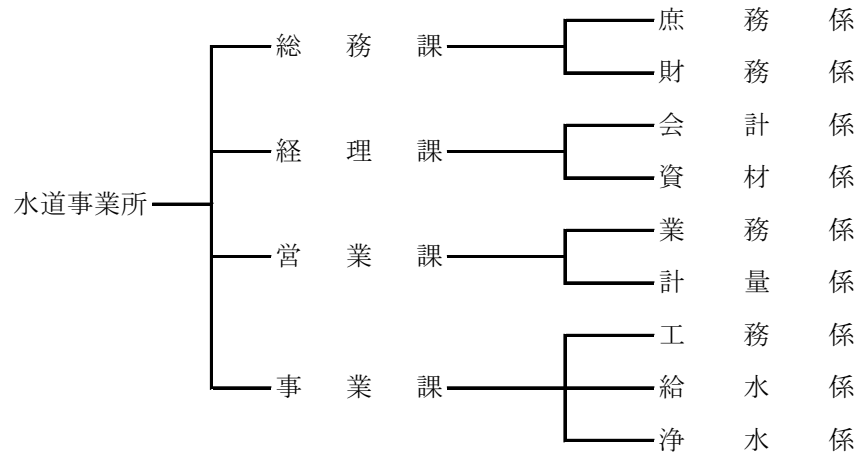 水道事業所
総務課
庶務係
財務係
経理課
会計係
資材係
営業課
業務係
計量係
事業課
工務係
給水係
浄水係